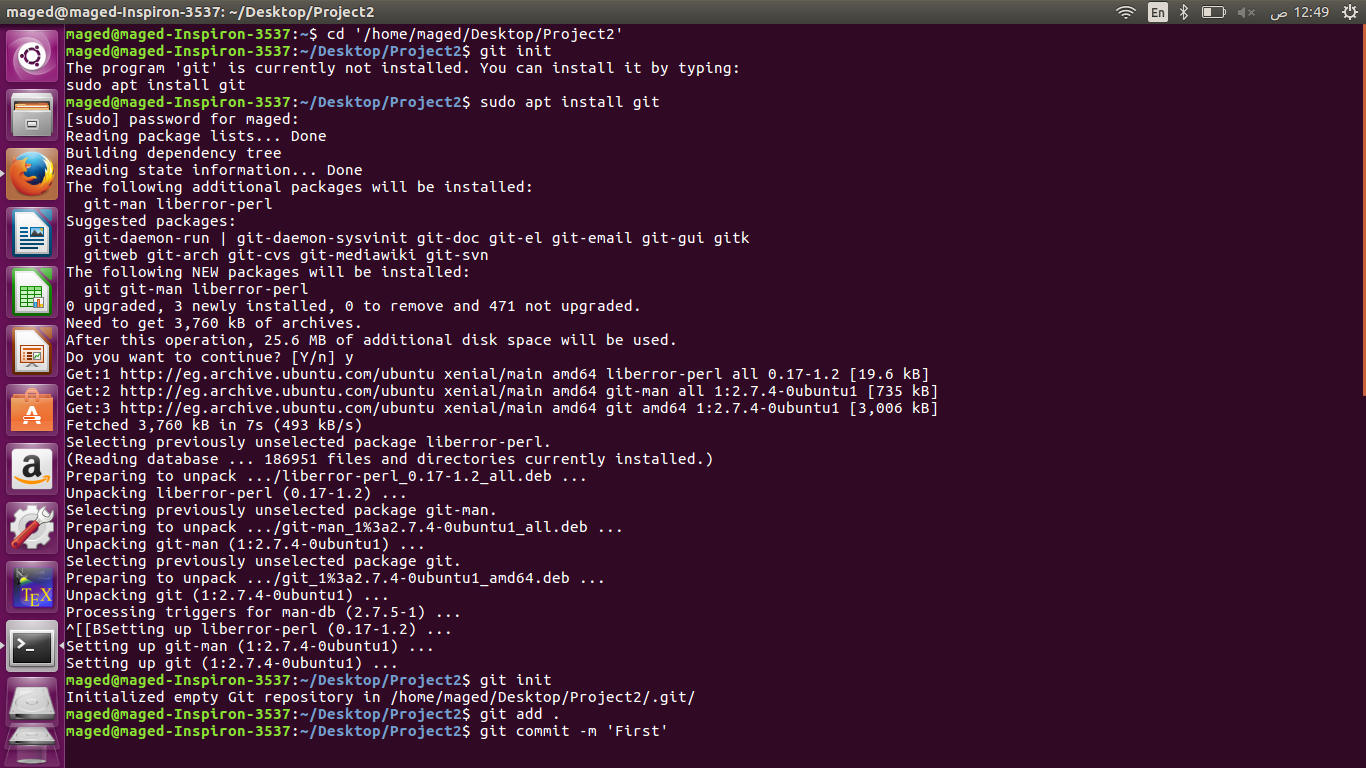 maged@maged-Inspiron-3537: ~/Desktop/Project2
En
ص 12:49
maged@maged-Inspiron-3537:~$ cd '/home/maged/Desktop/Project2'
maged@maged-Inspiron-3537:~/Desktop/Project2$ git init
The program 'git' is currently not installed. You can install it by typing:
sudo apt install git
maged@maged-Inspiron-3537:~/Desktop/Project2$ sudo apt install git
[sudo] password for maged:
Reading package lists... Done
Building dependency tree
Reading state information... Done
The following additional packages will be installed:
  git-man liberror-perl
Suggested packages:
  git-daemon-run | git-daemon-sysvinit git-doc git-el git-email git-gui gitk
  gitweb git-arch git-cvs git-mediawiki git-svn
The following NEW packages will be installed:
  git git-man liberror-perl
0 upgraded, 3 newly installed, 0 to remove and 471 not upgraded.
Need to get 3,760 kB of archives.
After this operation, 25.6 MB of additional disk space will be used.
Do you want to continue? [Y/n] y
Get:1 http://eg.archive.ubuntu.com/ubuntu xenial/main amd64 liberror-perl all 0.17-1.2 [19.6 kB]
Get:2 http://eg.archive.ubuntu.com/ubuntu xenial/main amd64 git-man all 1:2.7.4-0ubuntu1 [735 kB]
Get:3 http://eg.archive.ubuntu.com/ubuntu xenial/main amd64 git amd64 1:2.7.4-0ubuntu1 [3,006 kB]
Fetched 3,760 kB in 7s (493 kB/s)
Selecting previously unselected package liberror-perl.
(Reading database ... 186951 files and directories currently installed.)
Preparing to unpack .../liberror-perl_0.17-1.2_all.deb ...
Unpacking liberror-perl (0.17-1.2) ...
Selecting previously unselected package git-man.
Preparing to unpack .../git-man_1%3a2.7.4-0ubuntu1_all.deb ...
Unpacking git-man (1:2.7.4-0ubuntu1) ...
Selecting previously unselected package git.
Preparing to unpack .../git_1%3a2.7.4-0ubuntu1_amd64.deb ...
Unpacking git (1:2.7.4-0ubuntu1) ...
Processing triggers for man-db (2.7.5-1) ...
^[[BSetting up liberror-perl (0.17-1.2) ...
Setting up git-man (1:2.7.4-0ubuntu1) ...
Setting up git (1:2.7.4-0ubuntu1) ...
maged@maged-Inspiron-3537:~/Desktop/Project2$ git init
Initialized empty Git repository in /home/maged/Desktop/Project2/.git/
maged@maged-Inspiron-3537:~/Desktop/Project2$ git add .
maged@maged-Inspiron-3537:~/Desktop/Project2$ git commit -m 'First'
A
a
TEX
>_